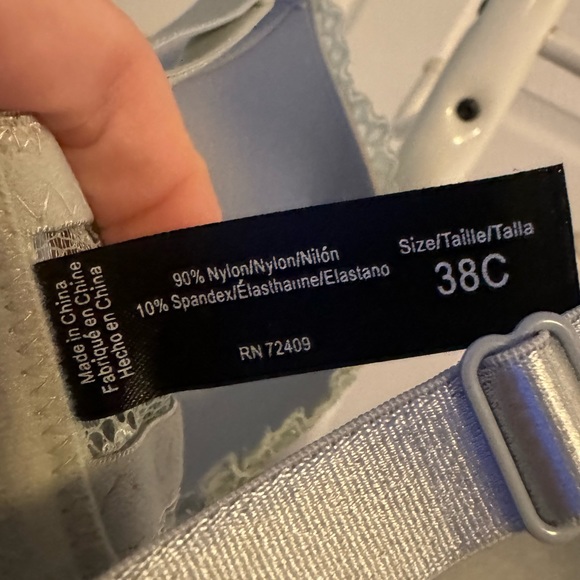 Made in China
Fabriqué en Chine
Hecho en China
90% Nylon/Nylon/Nilón
10% Spandex/Élasthanne/Elastano
RN 72409
Size/Taille/Talla
38C